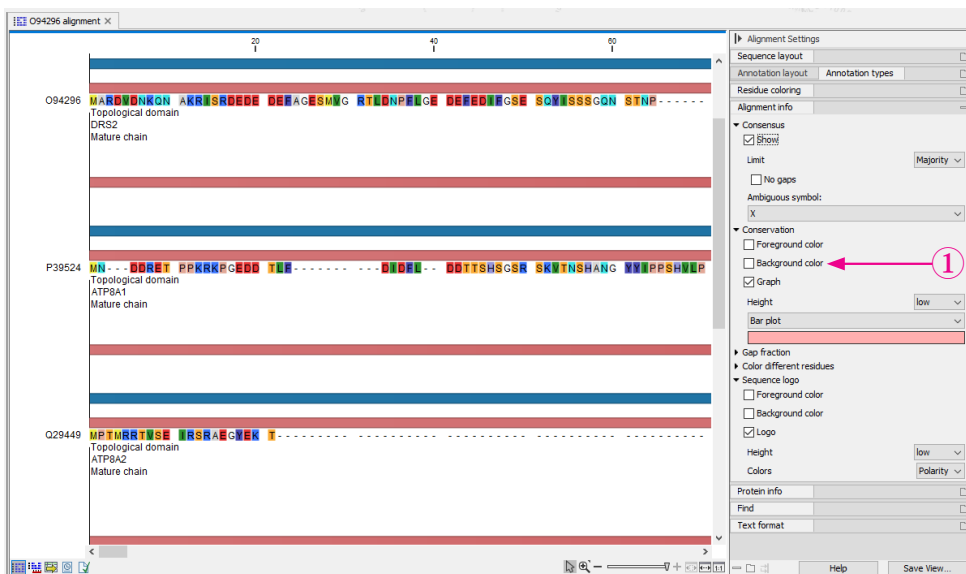 O94296 alignment ×
20 40 60
O94296 MARDVDNKQN AKRISRDEDE DEFAGESMVG RTLDNPFLGE DEFEDIFGSE SQYISSSGQN STNP------
Topological domain
DRS2
Mature chain
P39524 MN---DDRET PPKRKPGEDD TLF------- ---DIDFL-- DDTTSHSGSR SKVTNSHANG YYIPPSHVLP
Topological domain
ATP8A1
Mature chain
Q29449 MPTMRRTVSE IRSRAEGYEK T--------- ---------- ---------- ---------- ----------
Topological domain
ATP8A2
Mature chain
Alignment Settings
Sequence layout
Annotation layout Annotation types
Residue coloring
Alignment info
Consensus
Show
Limit Majority
No gaps
Ambiguous symbol:
X
Conservation
Foreground color
Background color 1
Graph
Height low
Bar plot
Gap fraction
Color different residues
Sequence logo
Foreground color
Background color
Logo
Height low
Colors Polarity
Protein info
Find
Text format
1:1
Help Save View...